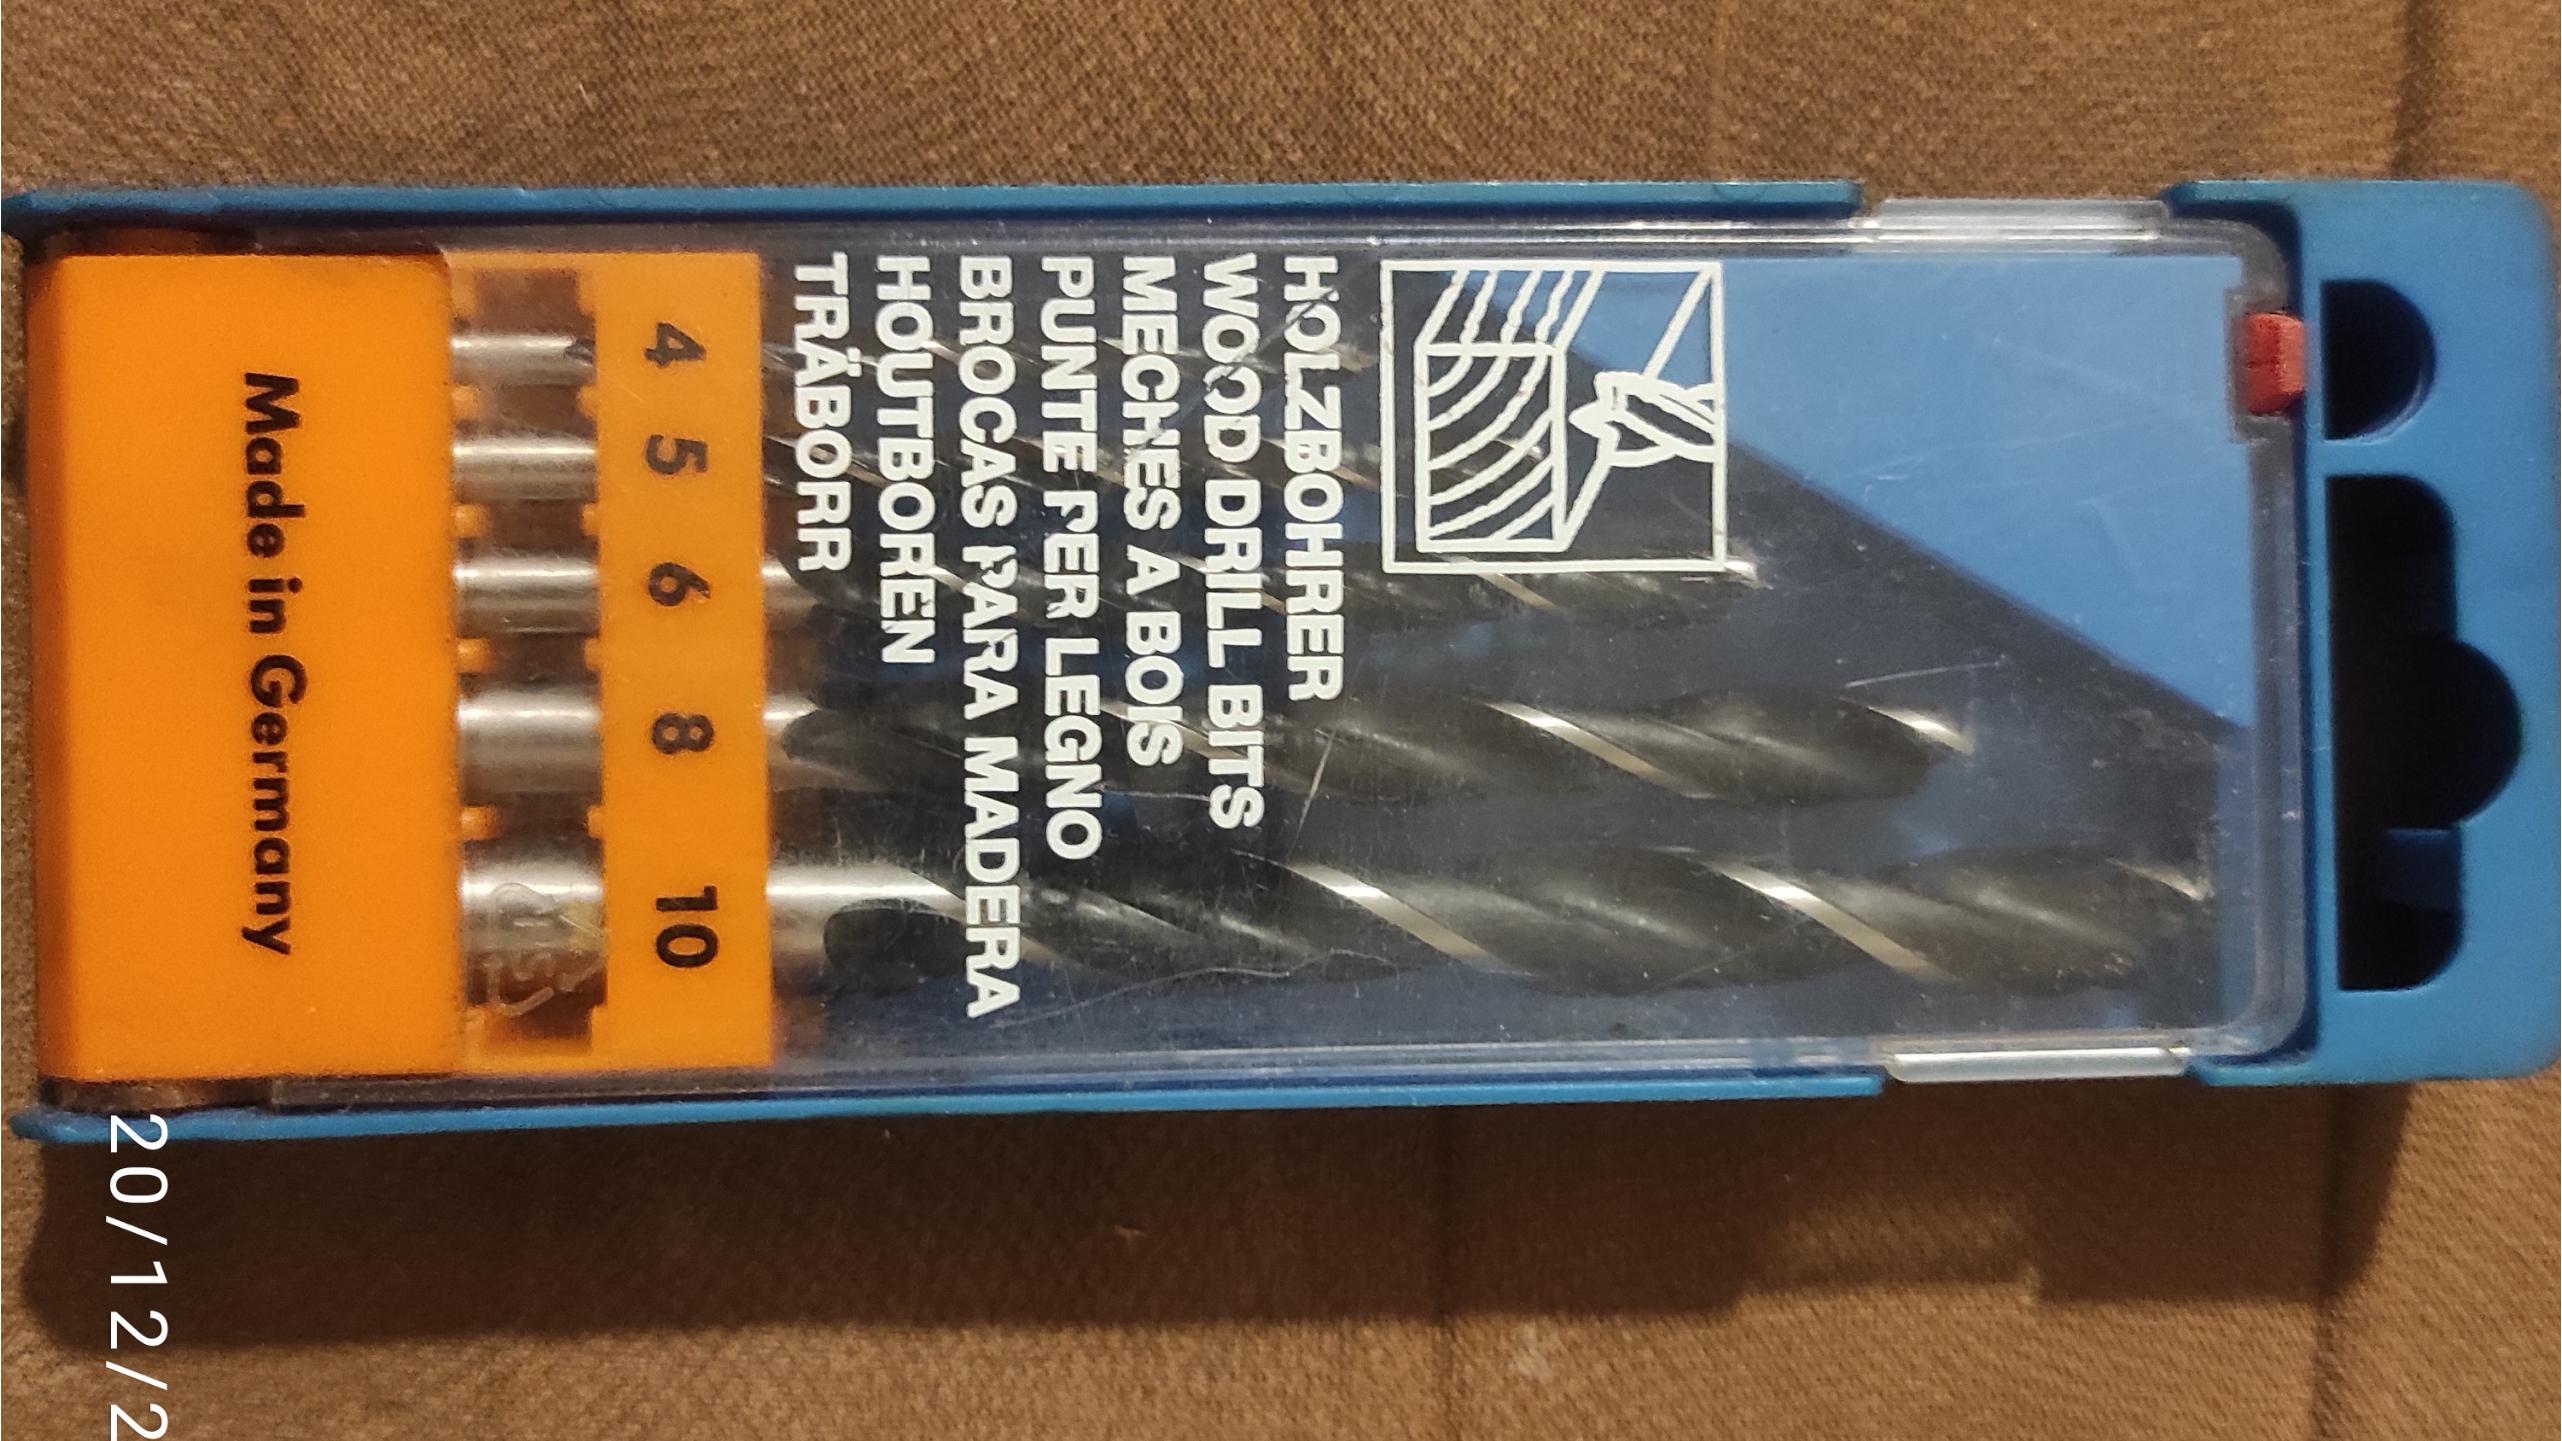 HOLZBOHRER
WOOD DRILL BITS
MECHES A BOIS
PUNTE PER LEGNO
BROCAS PARA MADERA
HOUTBOREN
TRÄBORR
4 5 6 8 10
Made in Germany
20/12/2